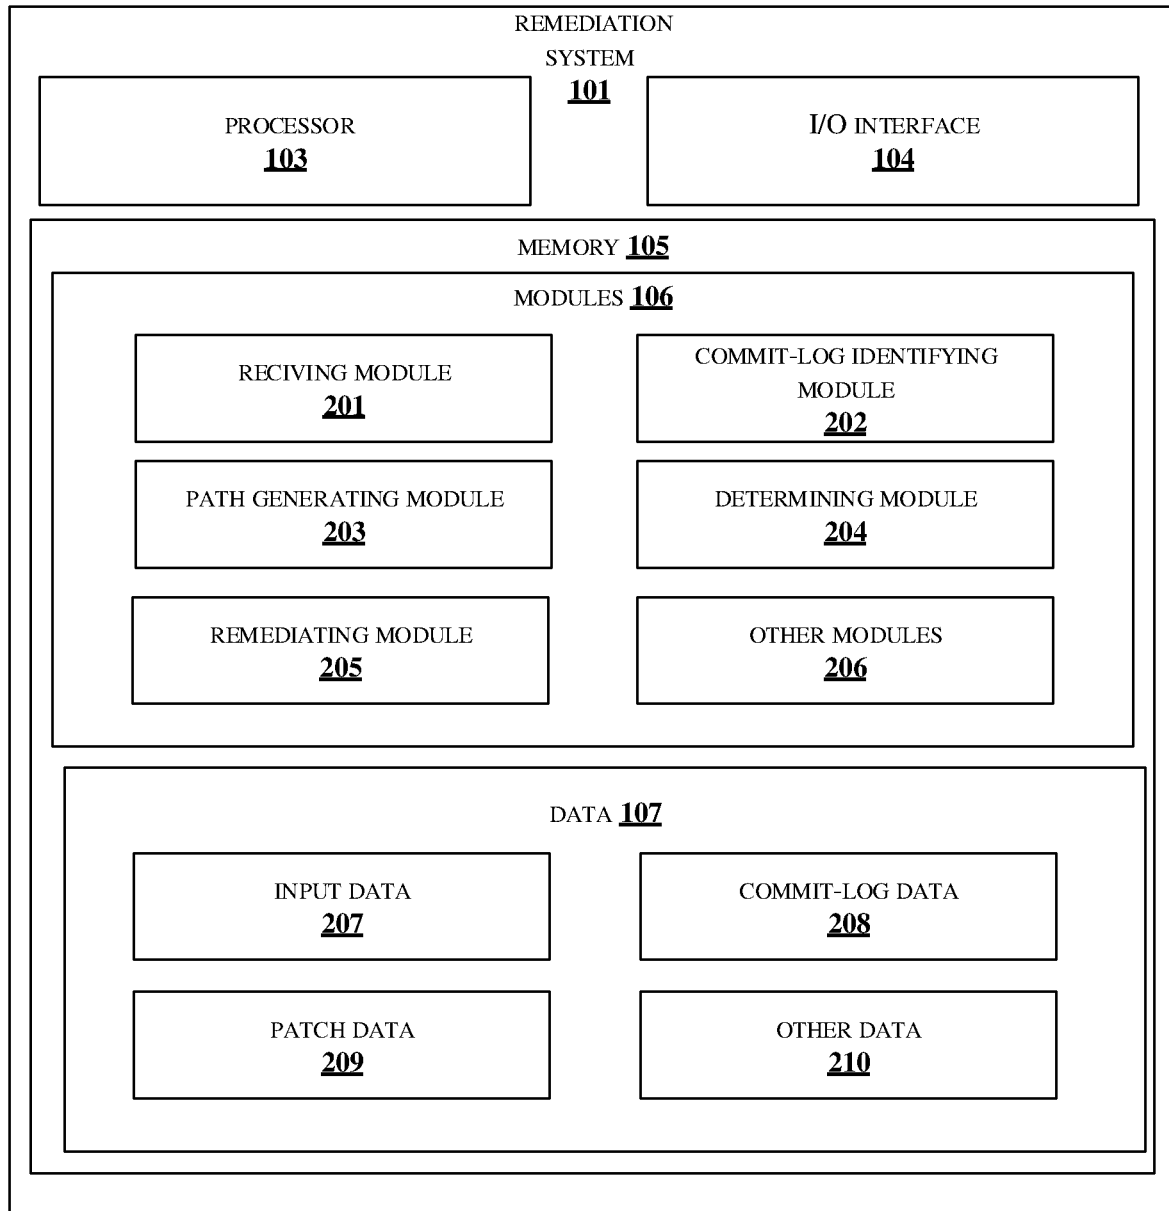 REMEDIATION
SYSTEM
101
PROCESSOR
103
I/O INTERFACE
104
MEMORY 105
MODULES 106
RECIVING MODULE
201
COMMIT-LOG IDENTIFYING
MODULE
202
PATH GENERATING MODULE
203
DETERMINING MODULE
204
REMEDIATING MODULE
205
OTHER MODULES
206
DATA 107
INPUT DATA
207
COMMIT-LOG DATA
208
PATCH DATA
209
OTHER DATA
210